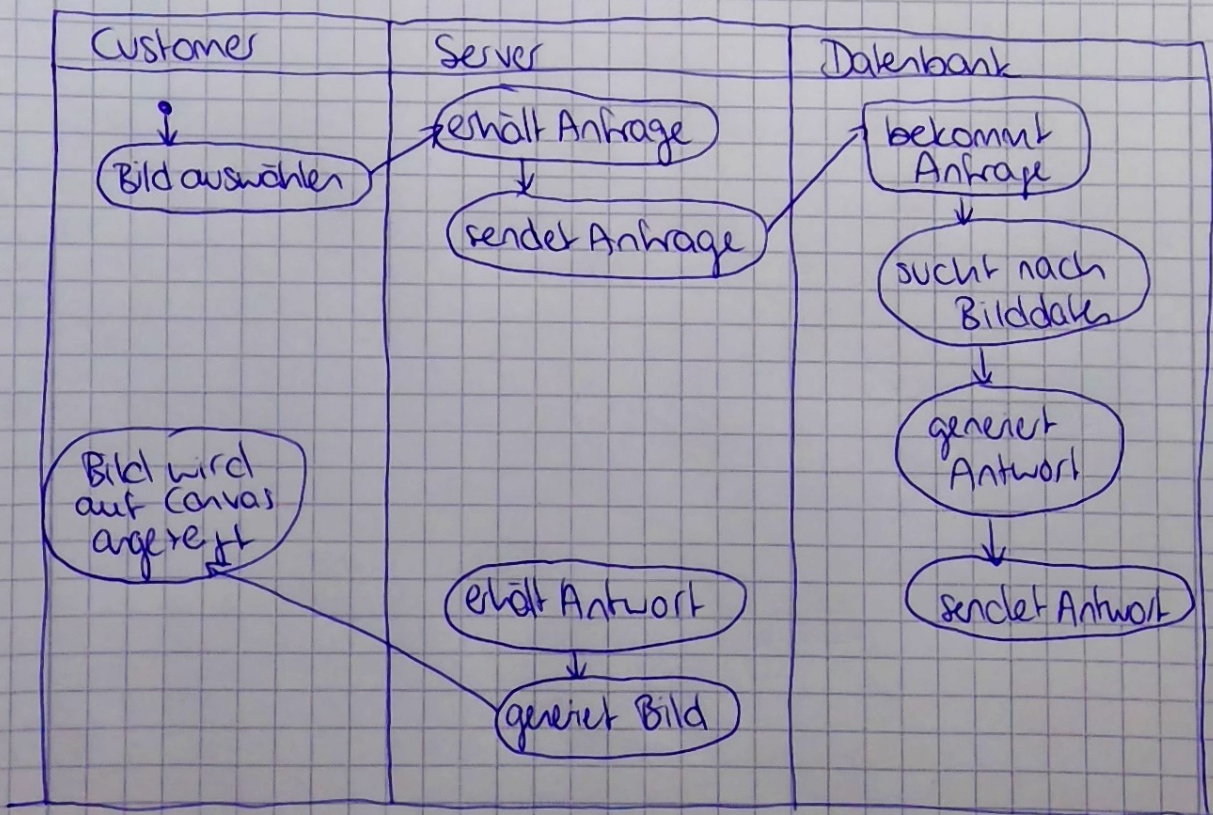 Customer
Server
Datenbank
Bild auswählen
erhält Anfrage
sendet Anfrage
bekommt
Anfrage
sucht nach
Bilddaten
generiert
Antwort
sendet Antwort
erhält Antwort
generiert Bild
Bild wird
auf Canvas
angezeigt